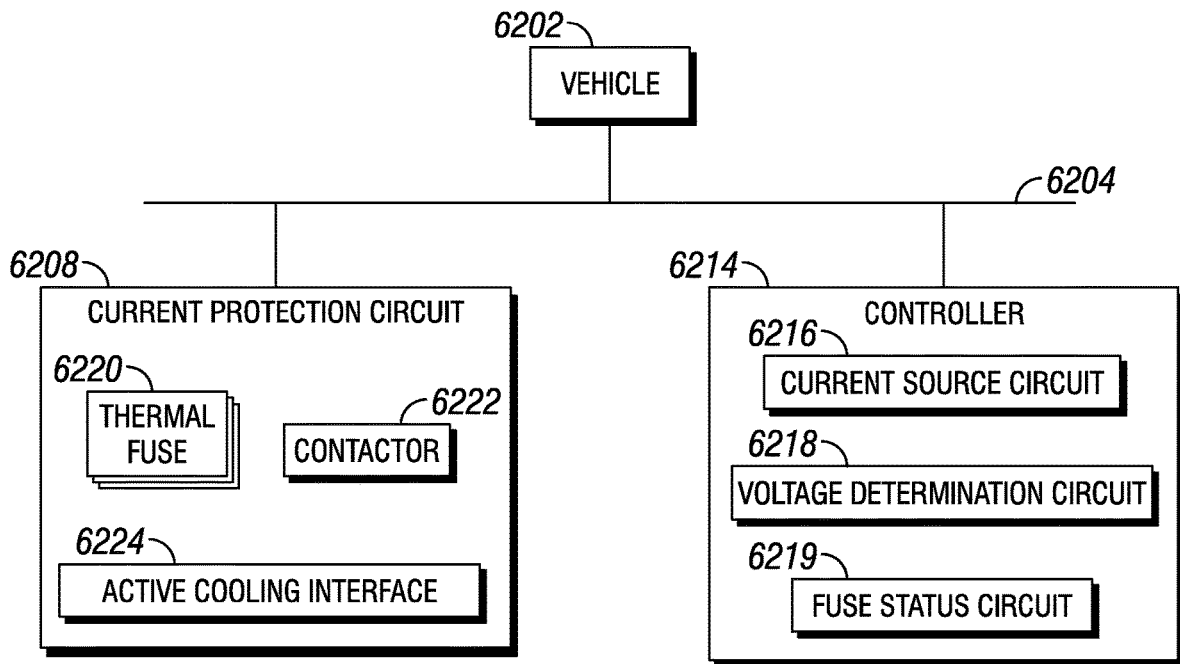 6202
VEHICLE
6204
6208
CURRENT PROTECTION CIRCUIT
6220
THERMAL
FUSE
6222
CONTACTOR
6224
ACTIVE COOLING INTERFACE
6214
CONTROLLER
6216
CURRENT SOURCE CIRCUIT
6218
VOLTAGE DETERMINATION CIRCUIT
6219
FUSE STATUS CIRCUIT